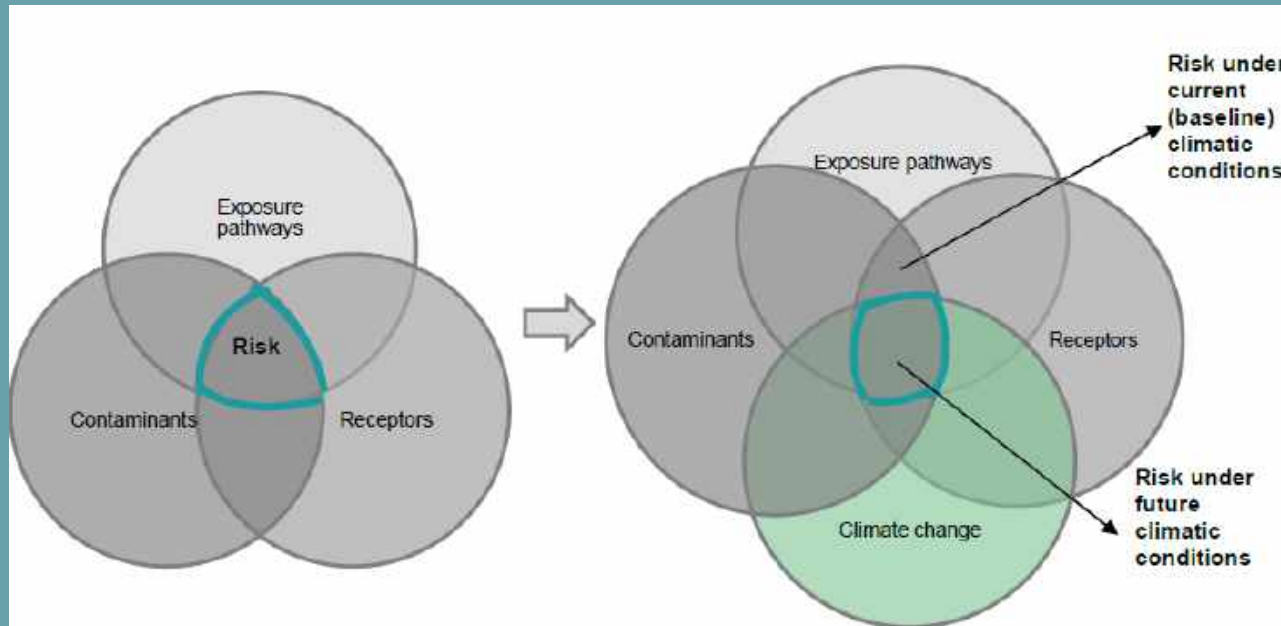 Exposure
pathways
Risk
Contaminants
Receptors
Risk under
current
(baseline)
climatic
conditions
Exposure pathways
Contaminants
Receptors
Climate change
Risk under
future
climatic
conditions